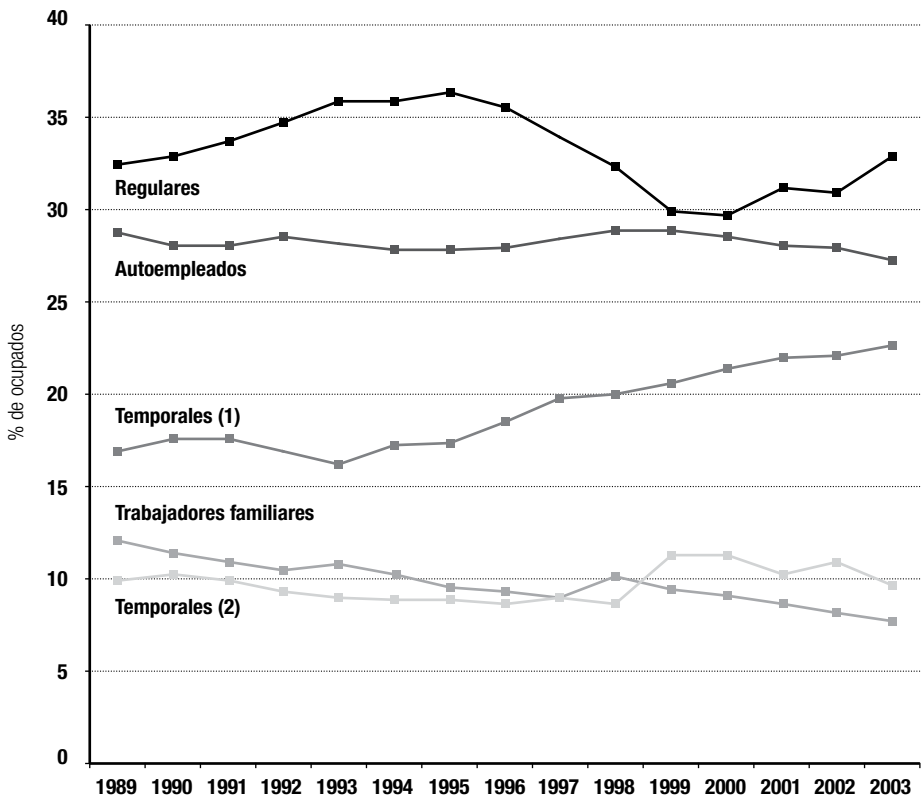 40
35
Regulares
30
Autoempleados
25
% de ocupados
20
Temporales (1)
15
Trabajadores familiares
10
Temporales (2)
5
0
1989 1990 1991 1992 1993 1994 1995 1996 1997 1998 1999 2000 2001 2002 2003